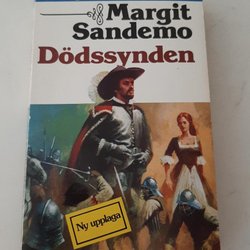 Margit
Sandemo
Dödssynden
Ny upplaga